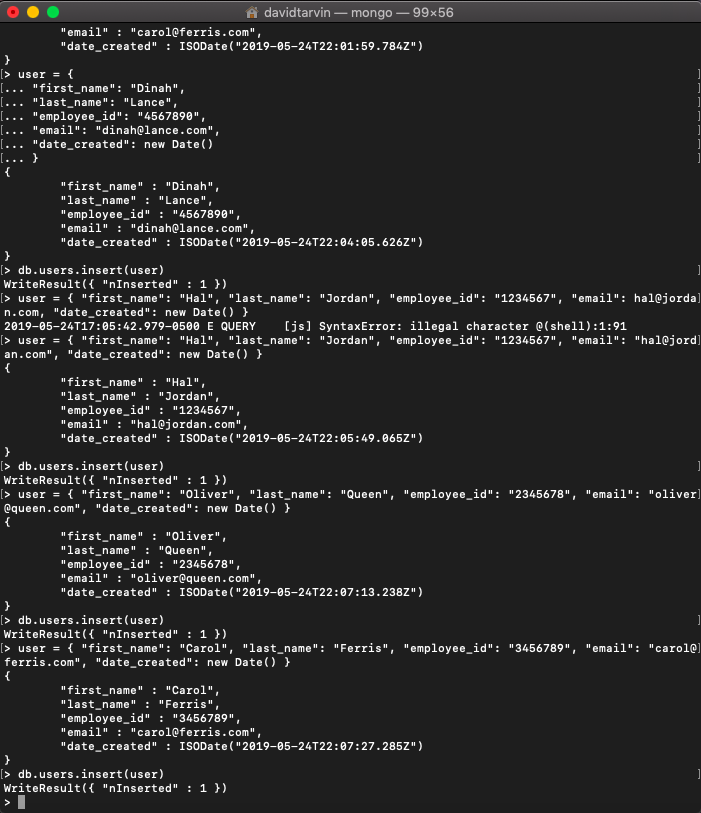 davidtarvin — mongo — 99×56
"email" : "carol@ferris.com",
"date_created" : ISODate("2019-05-24T22:01:59.784Z")
}
[> user = { ]
[... "first_name": "Dinah", ]
[... "last_name": "Lance", ]
[... "employee_id": "4567890", ]
[... "email": "dinah@lance.com", ]
[... "date_created": new Date() ]
[... } ]
{
"first_name" : "Dinah",
"last_name" : "Lance",
"employee_id" : "4567890",
"email" : "dinah@lance.com",
"date_created" : ISODate("2019-05-24T22:04:05.626Z")
}
[> db.users.insert(user) ]
WriteResult({ "nInserted" : 1 })
[> user = { "first_name": "Hal", "last_name": "Jordan", "employee_id": "1234567", "email": hal@jorda]
n.com, "date_created": new Date() }
2019-05-24T17:05:42.979-0500 E QUERY    [js] SyntaxError: illegal character @(shell):1:91
[> user = { "first_name": "Hal", "last_name": "Jordan", "employee_id": "1234567", "email": "hal@jord]
an.com", "date_created": new Date() }
{
"first_name" : "Hal",
"last_name" : "Jordan",
"employee_id" : "1234567",
"email" : "hal@jordan.com",
"date_created" : ISODate("2019-05-24T22:05:49.065Z")
}
[> db.users.insert(user) ]
WriteResult({ "nInserted" : 1 })
[> user = { "first_name": "Oliver", "last_name": "Queen", "employee_id": "2345678", "email": "oliver]
@queen.com", "date_created": new Date() }
{
"first_name" : "Oliver",
"last_name" : "Queen",
"employee_id" : "2345678",
"email" : "oliver@queen.com",
"date_created" : ISODate("2019-05-24T22:07:13.238Z")
}
[> db.users.insert(user) ]
WriteResult({ "nInserted" : 1 })
[> user = { "first_name": "Carol", "last_name": "Ferris", "employee_id": "3456789", "email": "carol@]
ferris.com", "date_created": new Date() }
{
"first_name" : "Carol",
"last_name" : "Ferris",
"employee_id" : "3456789",
"email" : "carol@ferris.com",
"date_created" : ISODate("2019-05-24T22:07:27.285Z")
}
[> db.users.insert(user) ]
WriteResult({ "nInserted" : 1 })
>